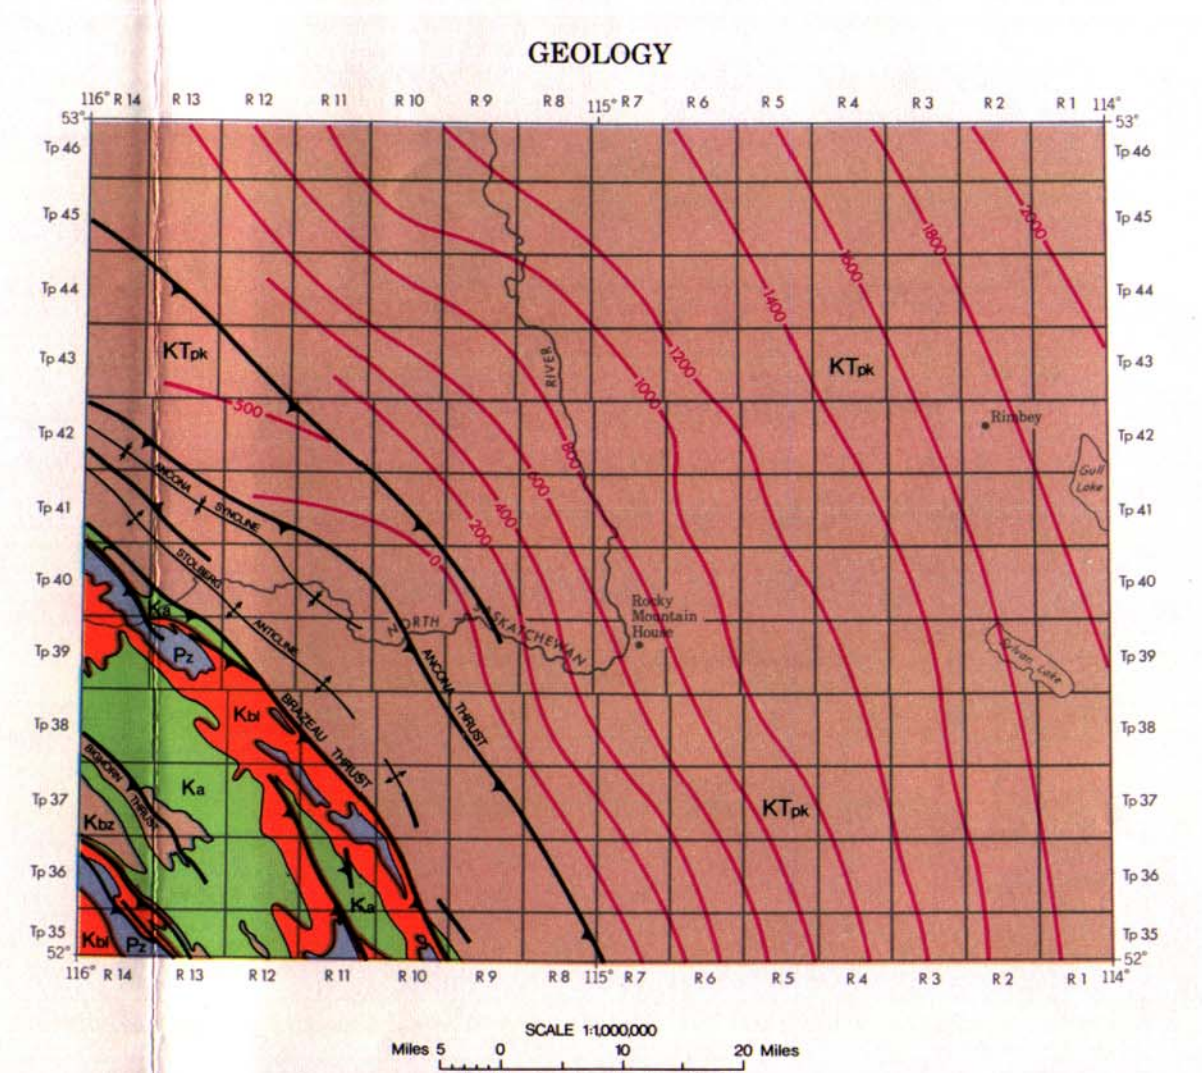 GEOLOGY
116° R 14 R 13 R 12 R 11 R 10 R 9 R 8 115° R 7 R 6 R 5 R 4 R 3 R 2 R 1 114°
53° 53°
Tp 46 Tp 46
Tp 45 Tp 45
2000
1800
1600
Tp 44 Tp 44
1400
Tp 43 KTpk RIVER 1200 KTpk Tp 43
1000
500
Rimbey
Tp 42 Tp 42
800
ANCONA SYNCLINE 600 Gull
Lake
Tp 41 400 Tp 41
200
STOLBERG ANTICLINE 0
Tp 40 Tp 40
Ka
Rocky
Mountain
House
NORTH SASKATCHEWAN
Tp 39 Pz Sylvan Lake Tp 39
ANCONA THRUST
Kbl
BRAZEAU THRUST
Tp 38 Tp 38
BIGHORN THRUST
Ka
Tp 37 KTpk Tp 37
Kbz
Tp 36 Tp 36
Ka
Tp 35 Kbl Pz Tp 35
52° 52°
116° R 14 R 13 R 12 R 11 R 10 R 9 R 8 115° R 7 R 6 R 5 R 4 R 3 R 2 R 1 114°
SCALE 1:1,000,000
Miles 5 0 10 20 Miles